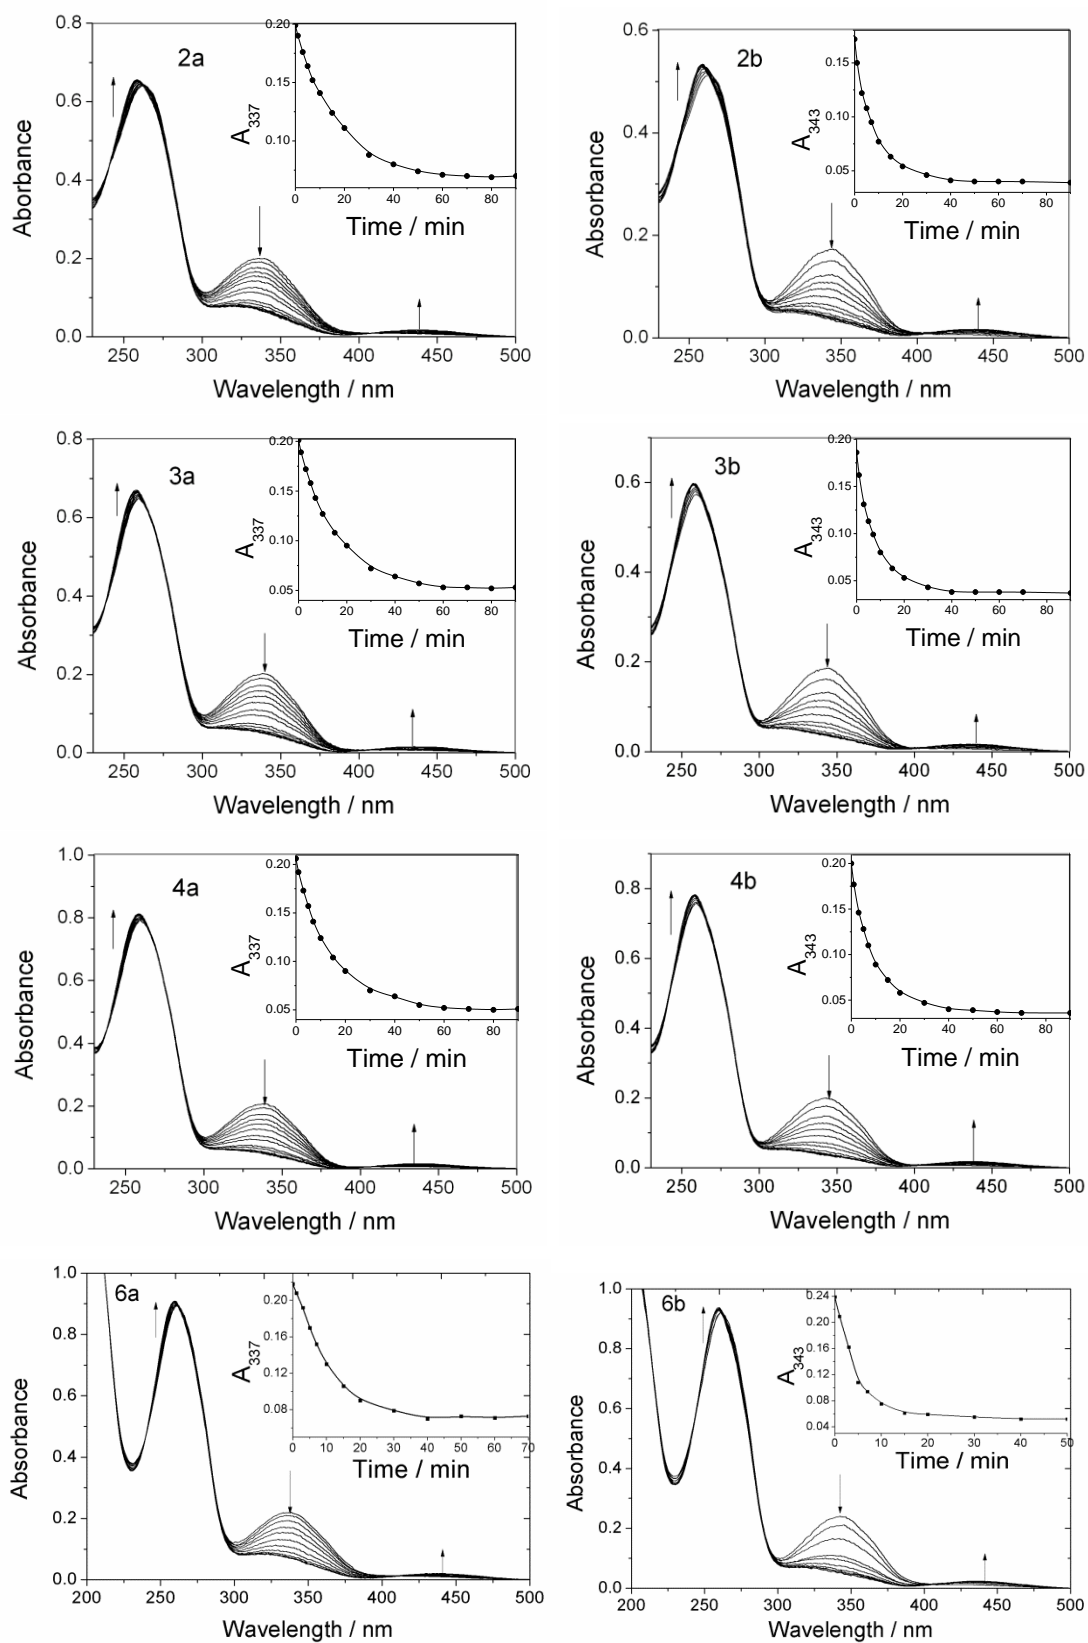 2a
Aborbance
0.8
0.6
0.4
0.2
0.0
250 300 350 400 450 500
Wavelength / nm
A337
0.20
0.15
0.10
0 20 40 60 80
Time / min
2b
Absorbance
0.6
0.4
0.2
0.0
250 300 350 400 450 500
Wavelength / nm
A343
0.15
0.10
0.05
0 20 40 60 80
Time / min
3a
Absorbance
0.8
0.6
0.4
0.2
0.0
250 300 350 400 450 500
Wavelength / nm
A337
0.20
0.15
0.10
0.05
0 20 40 60 80
Time / min
3b
Absorbance
0.6
0.4
0.2
0.0
250 300 350 400 450 500
Wavelength / nm
A343
0.20
0.15
0.10
0.05
0 20 40 60 80
Time / min
4a
Absorbance
1.0
0.8
0.6
0.4
0.2
0.0
250 300 350 400 450 500
Wavelength / nm
A337
0.20
0.15
0.10
0.05
0 20 40 60 80
Time / min
4b
Absorbance
0.8
0.6
0.4
0.2
0.0
250 300 350 400 450 500
Wavelength / nm
A343
0.20
0.15
0.10
0.05
0 20 40 60 80
Time / min
6a
Absorbance
1.0
0.8
0.6
0.4
0.2
0.0
200 250 300 350 400 450 500
Wavelength / nm
A337
0.20
0.16
0.12
0.08
0 10 20 30 40 50 60 70
Time / min
6b
Absorbance
1.0
0.8
0.6
0.4
0.2
0.0
200 250 300 350 400 450 500
Wavelength / nm
A343
0.24
0.20
0.16
0.12
0.08
0.04
0 10 20 30 40 50
Time / min